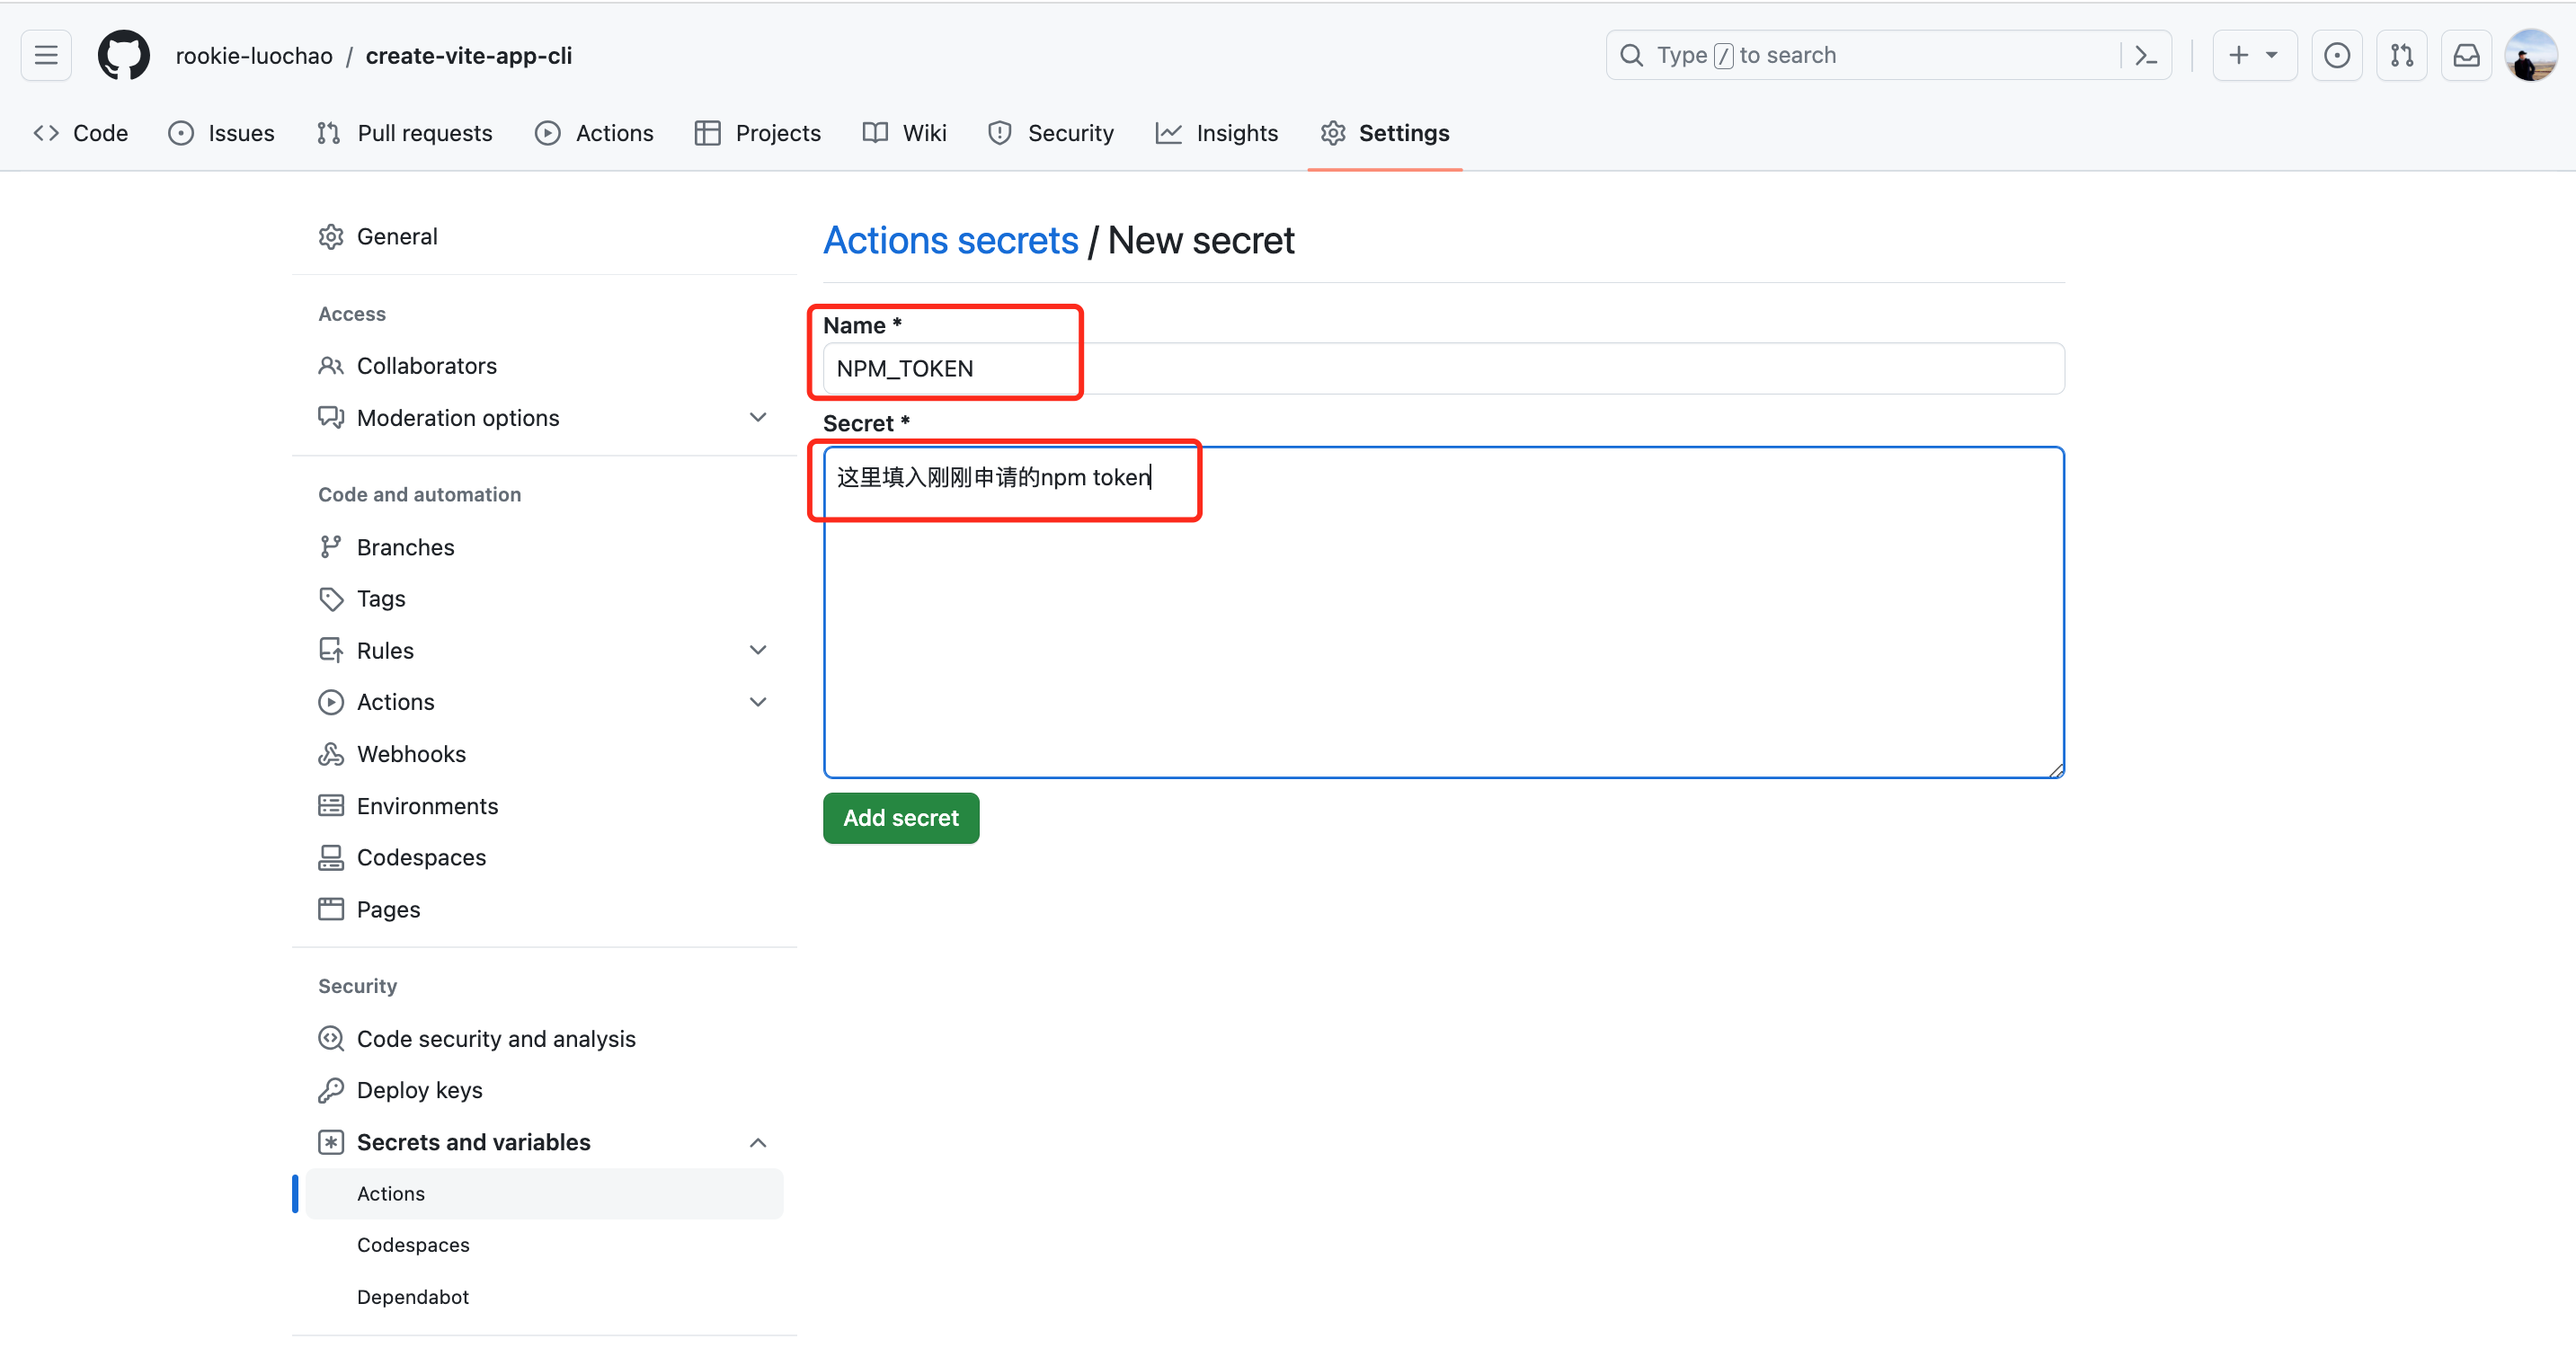 rookie-luochao / create-vite-app-cli
Type / to search
Code
Issues
Pull requests
Actions
Projects
Wiki
Security
Insights
Settings
General
Access
Collaborators
Moderation options
Code and automation
Branches
Tags
Rules
Actions
Webhooks
Environments
Codespaces
Pages
Security
Code security and analysis
Deploy keys
Secrets and variables
Actions
Codespaces
Dependabot
Actions secrets / New secret
Name *
NPM_TOKEN
Secret *
这里填入刚刚申请的npm token
Add secret